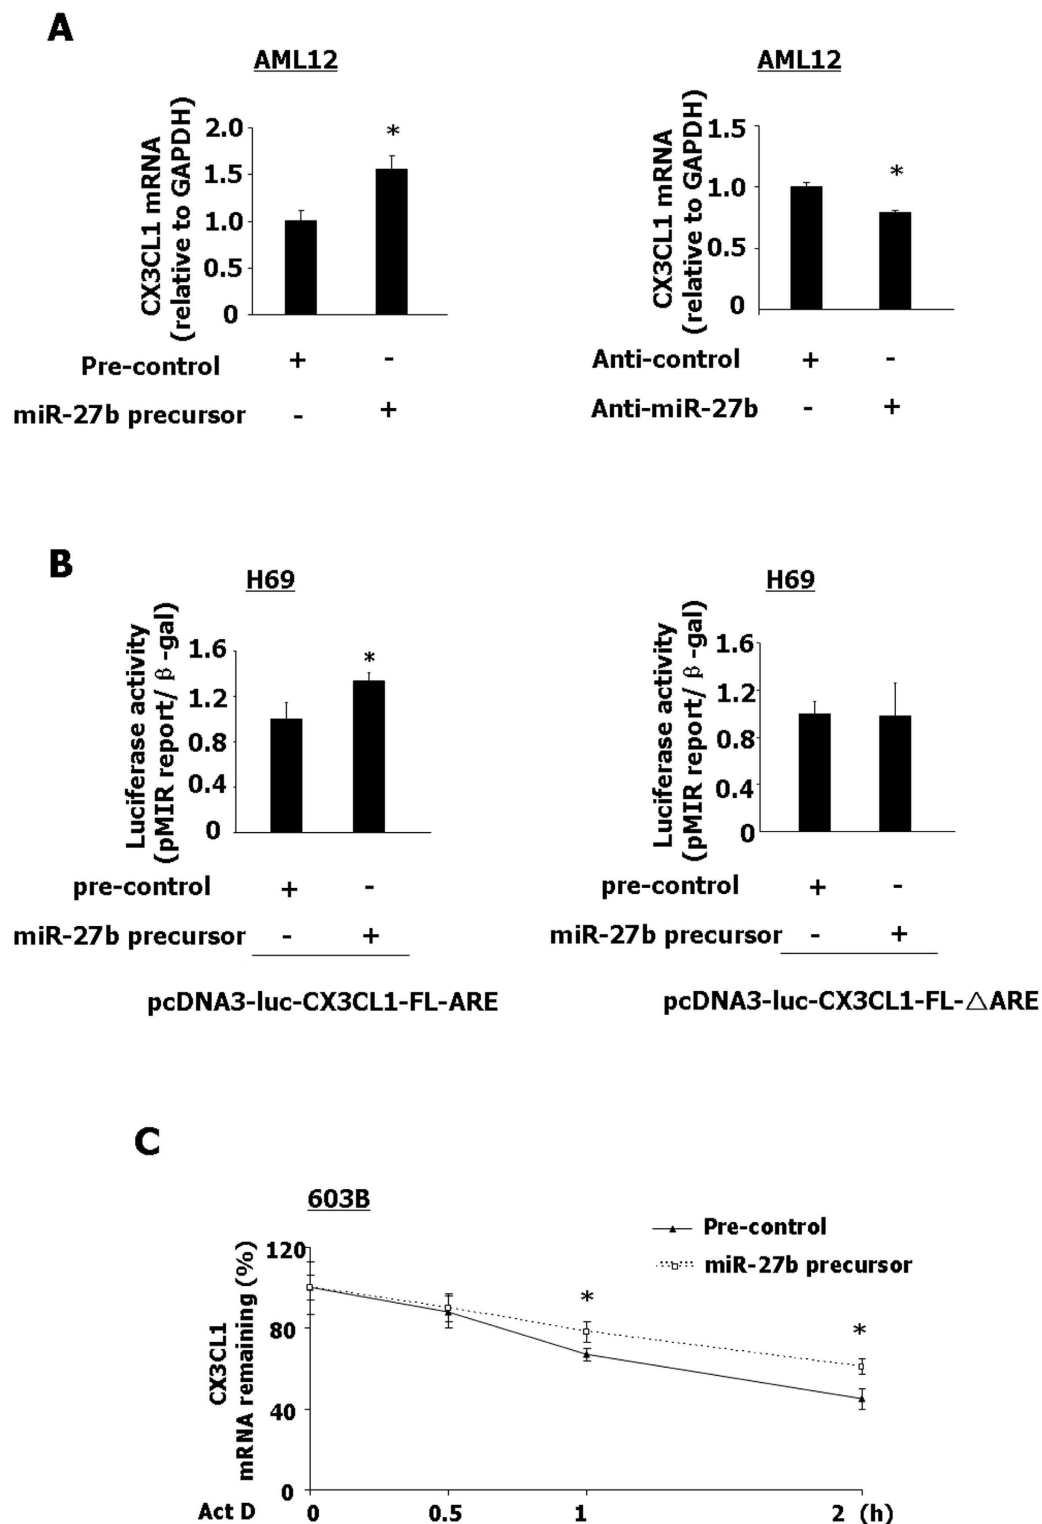 A
AML12
CX3CL1 mRNA
(relative to GAPDH)
2.0
*
1.5
1.0
0.5
0
Pre-control + -
miR-27b precursor - +
AML12
CX3CL1 mRNA
(relative to GAPDH)
1.5
*
1.0
0.5
0
Anti-control + -
Anti-miR-27b - +
B
H69
Luciferase activity
(pMIR report/ β -gal)
1.6
*
1.2
0.8
0.4
0
pre-control + -
miR-27b precursor - +
pcDNA3-luc-CX3CL1-FL-ARE
H69
Luciferase activity
(pMIR report/ β -gal)
1.6
1.2
0.8
0.4
0
pre-control + -
miR-27b precursor - +
pcDNA3-luc-CX3CL1-FL-△ARE
C
603B
Pre-control
miR-27b precursor
CX3CL1
mRNA remaining (%)
120
* *
80
40
0
Act D 0 0.5 1 2 (h)